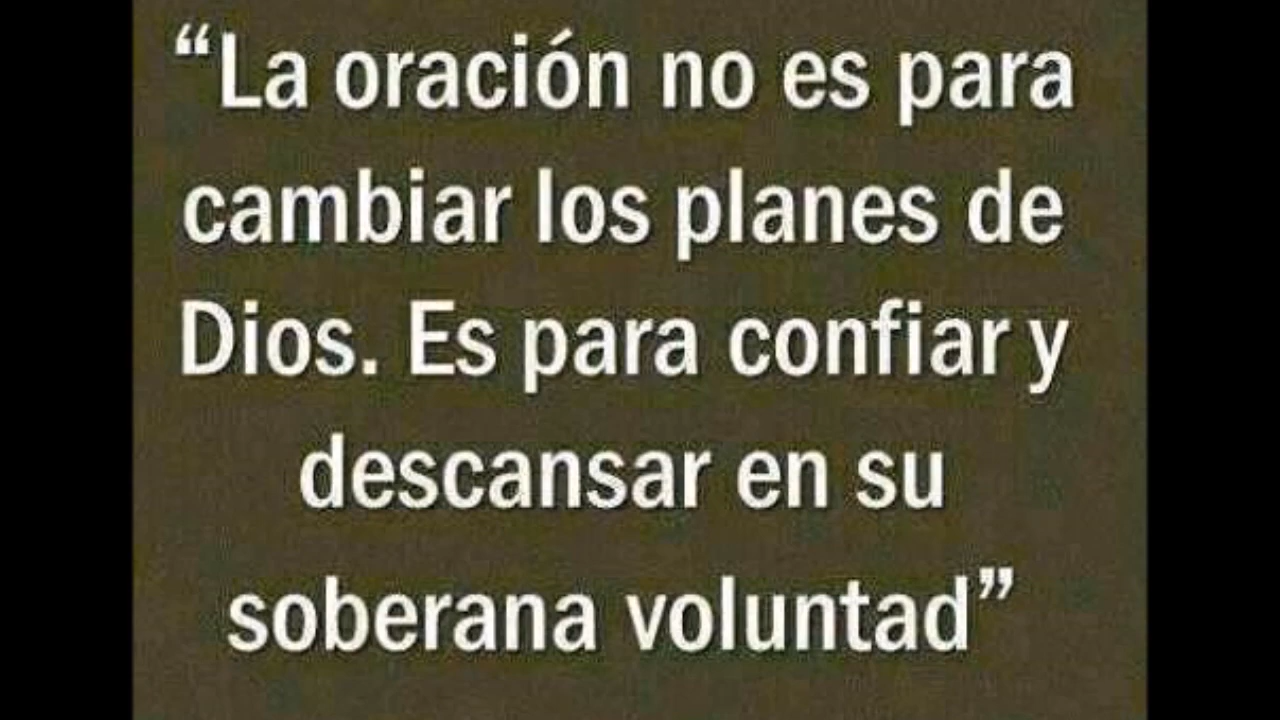 “La oración no es para
cambiar los planes de
Dios. Es para confiar y
descansar en su
soberana voluntad”